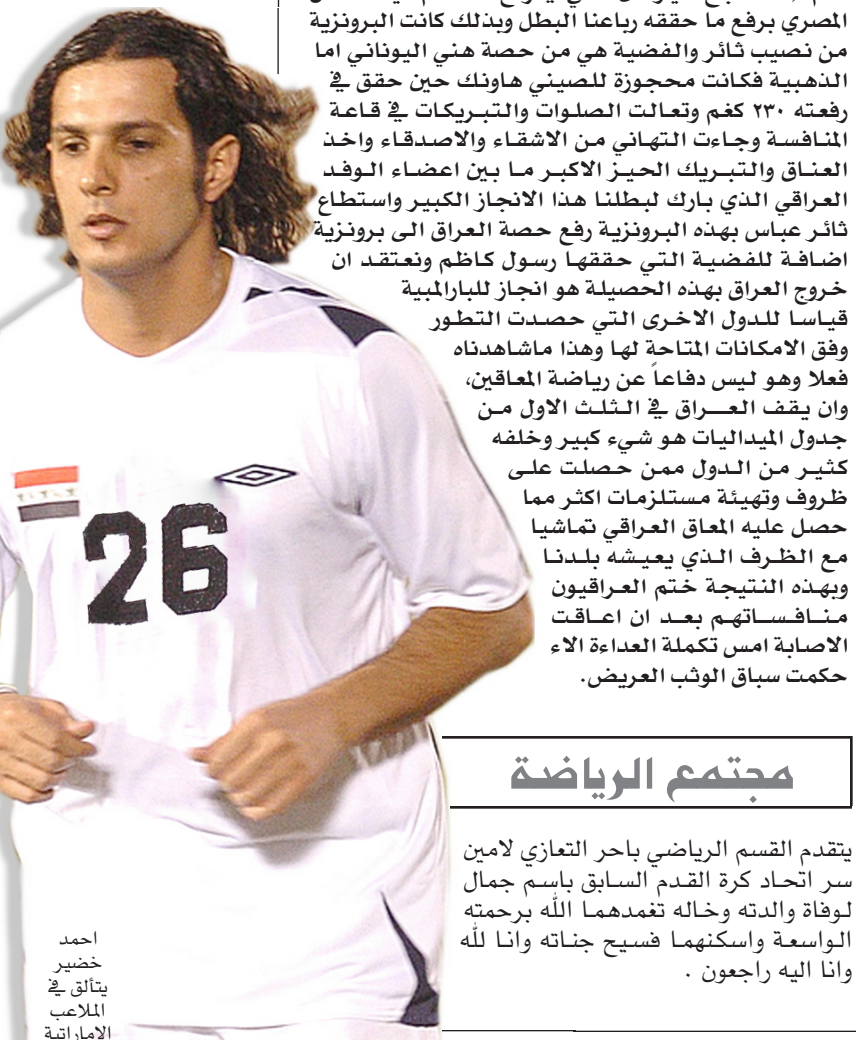 المصري برفع ما حققه رباعنا البطل وبذلك كانت البرونزية
من نصيب ثائر والفضية هي من حصة هني اليوناني اما
الذهبية فكانت محجوزة للصيني هاونك حين حقق في
رفعته ٢٣٠ كغم وتعالت الصلوات والتبريكات في قاعة
المنافسة وجاءت التهاني من الاشقاء والاصدقاء واخذ
العناق والتبريك الحيز الاكبر ما بين اعضاء الوفد
العراقي الذي بارك لبطلنا هذا الانجاز الكبير واستطاع
ثائر عباس بهذه البرونزية رفع حصة العراق الى برونزية
اضافة للفضية التي حققها رسول كاظم ونعتقد ان
خروج العراق بهذه الحصيلة هو انجاز للبارالمبية
قياسا للدول الاخرى التي حصدت التطور
وفق الامكانات المتاحة لها وهذا ماشاهدناه
فعلا وهو ليس دفاعاً عن رياضة المعاقين،
وان يقف العراق في الثلث الاول من
جدول الميداليات هو شيء كبير وخلفه
كثير من الدول ممن حصلت على
ظروف وتهيئة مستلزمات اكثر مما
حصل عليه المعاق العراقي تماشيا
مع الظرف الذي يعيشه بلدنا
وبهذه النتيجة ختم العراقيون
منافساتهم بعد ان اعاقت
الاصابة امس تكملة العداءة الاء
حكمت سباق الوثب العريض.
26
مجتمع الرياضة
يتقدم القسم الرياضي باحر التعازي لامين
سر اتحاد كرة القدم السابق باسم جمال
لوفاة والدته وخاله تغمدهما الله برحمته
الواسعة واسكنهما فسيح جناته وانا لله
وانا اليه راجعون .
احمد
خضير
يتألق في
الملاعب
الاماراتية